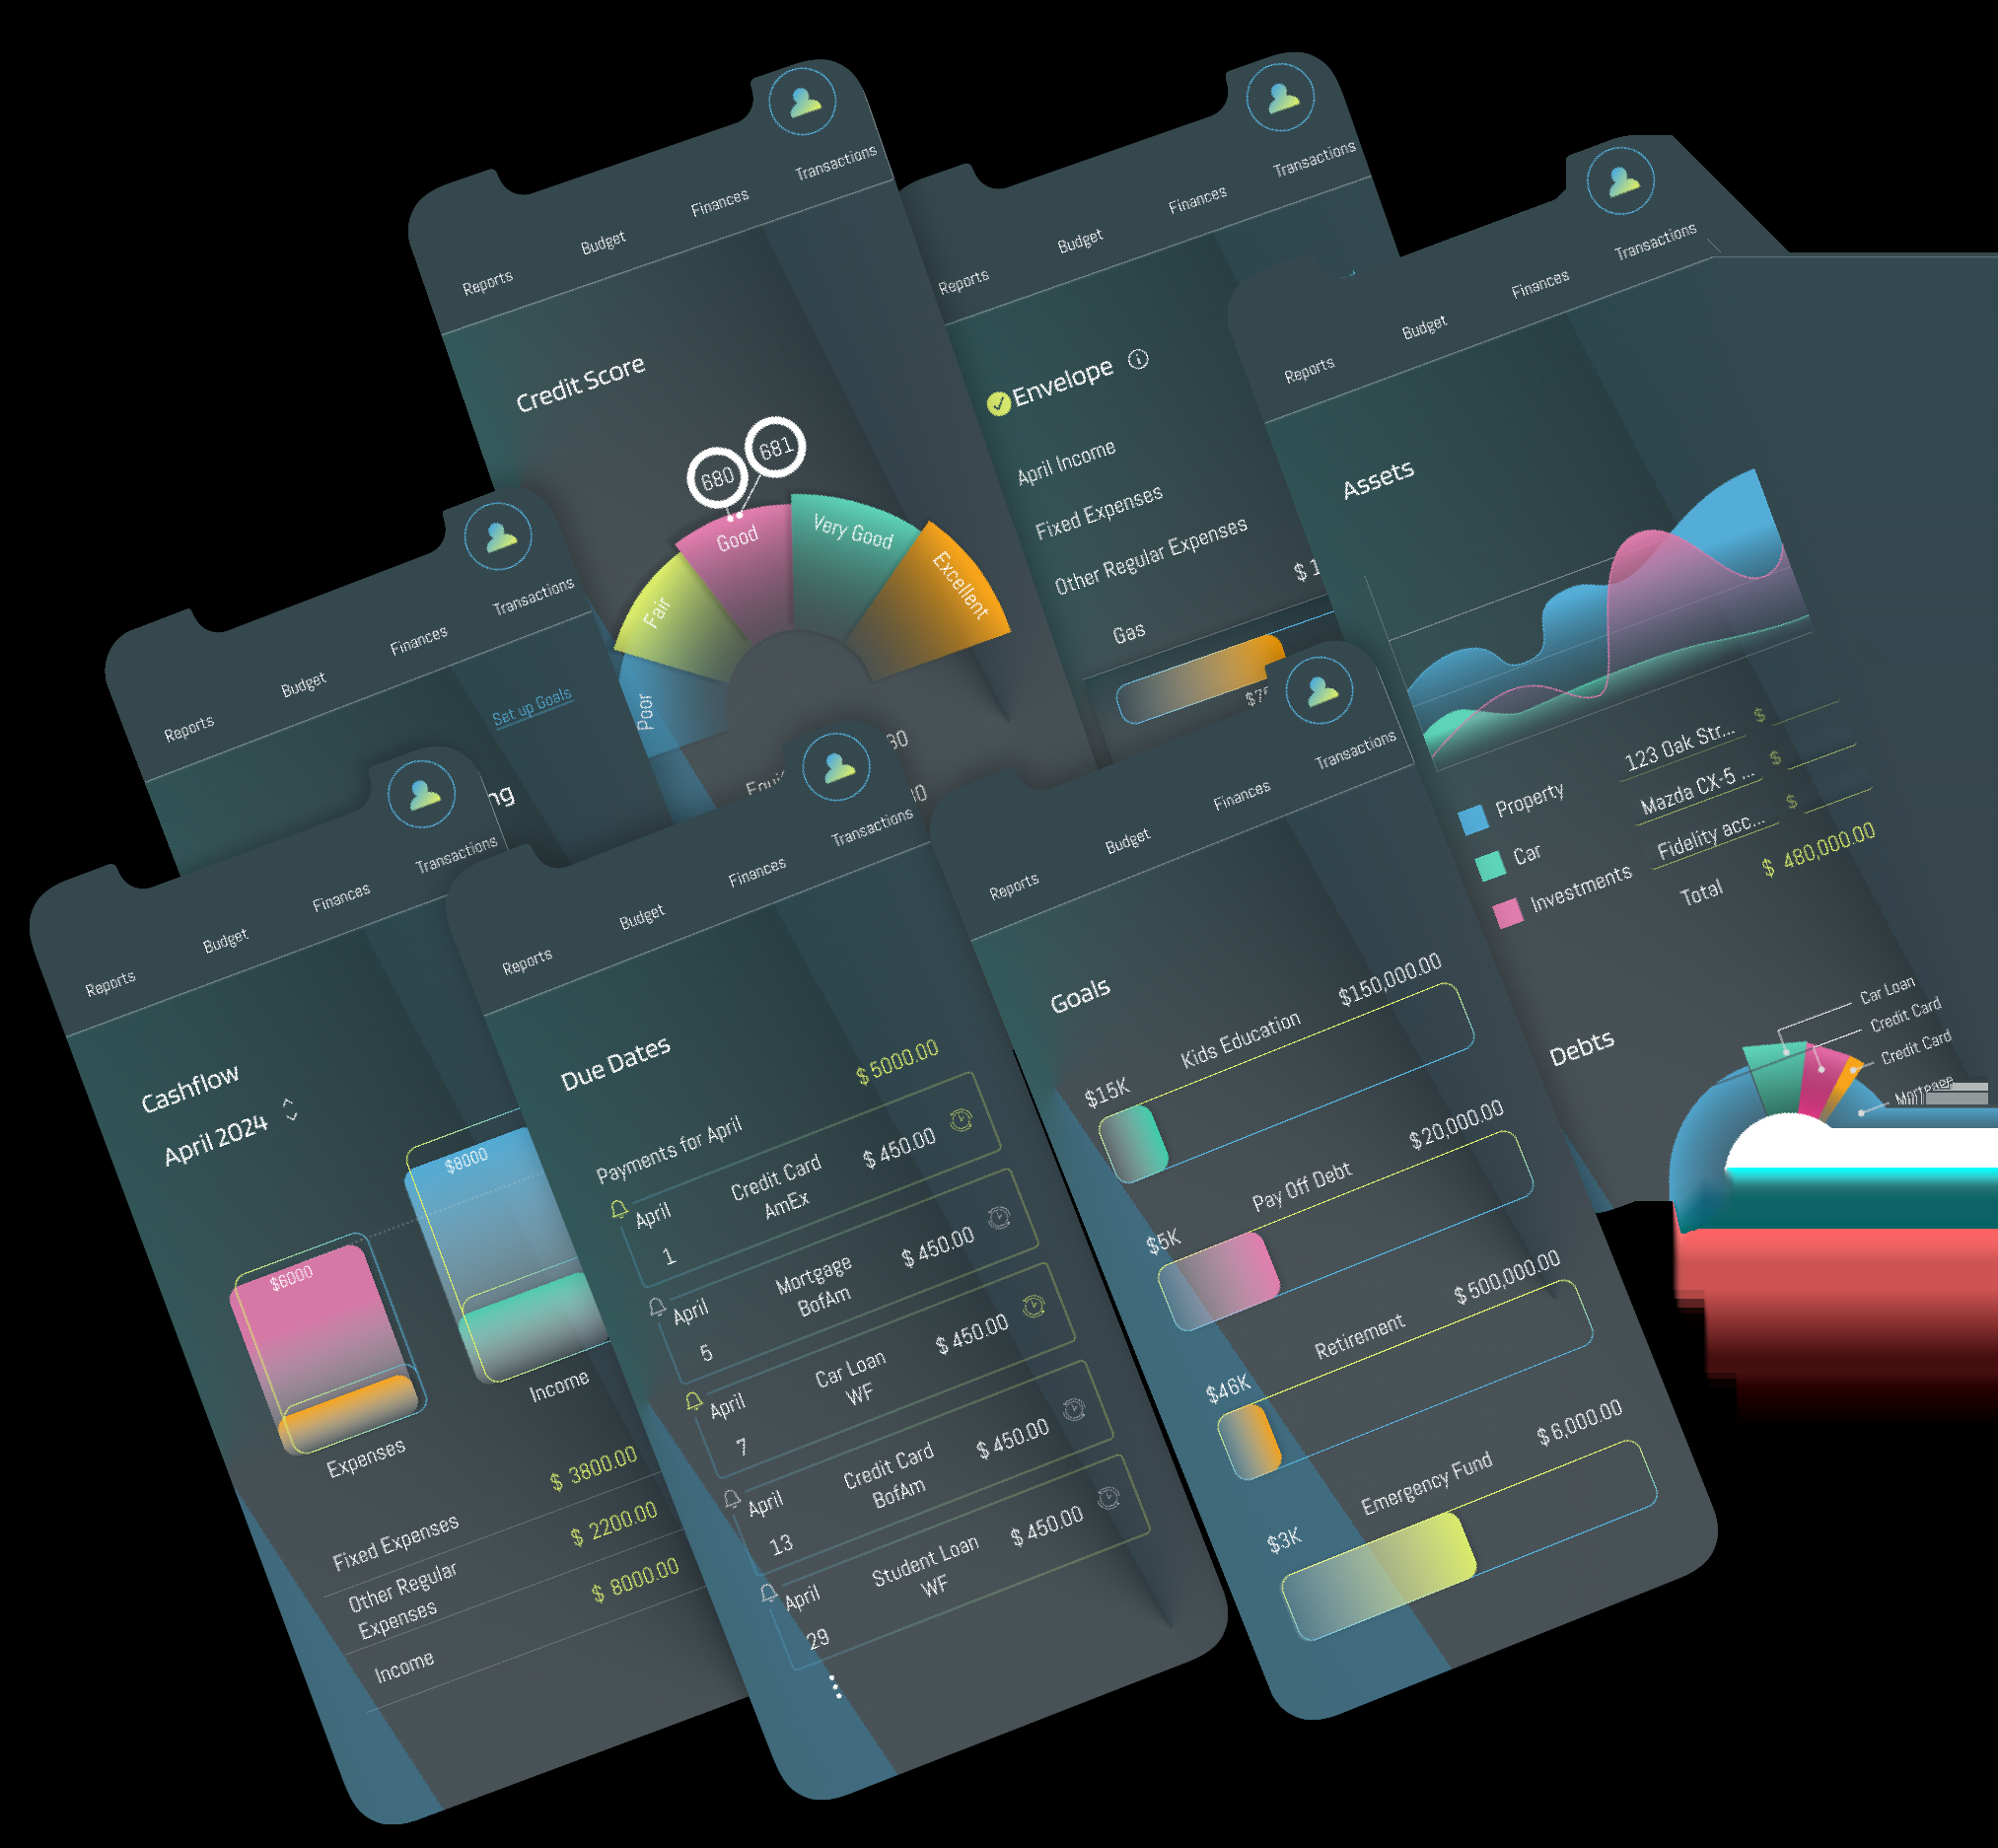 Reports
Budget
Finances
Transactions
Credit Score
680
681
Poor
Fair
Good
Very Good
Excellent
Reports
Budget
Finances
Transactions
Envelope
April Income
Fixed Expenses
Other Regular Expenses
$ 1
Gas
Reports
Budget
Finances
Transactions
Assets
Property
Car
Investments
123 Oak Str... $
Mazda CX-5 ... $
Fidelity acc... $
Total $ 480,000.00
Debts
Car Loan
Credit Card
Credit Card
Mortgage
Reports
Budget
Finances
Transactions
Set up Goals
ng
Reports
Budget
Finances
Transactions
Cashflow
April 2024
$6000
$8000
Expenses
Income
Fixed Expenses $ 3800.00
Other Regular
Expenses
$ 2200.00
Income $ 8000.00
Reports
Budget
Finances
Transactions
Due Dates
Payments for April $ 5000.00
April
1
Credit Card
AmEx
$ 450.00
April
5
Mortgage
BofAm
$ 450.00
April
7
Car Loan
WF
$ 450.00
April
13
Credit Card
BofAm
$ 450.00
April
29
Student Loan
WF
$ 450.00
Reports
Budget
Finances
Transactions
Goals
$15K
Kids Education
$150,000.00
$5K
Pay Off Debt
$ 20,000.00
$46K
Retirement
$ 500,000.00
$3K
Emergency Fund
$ 6,000.00